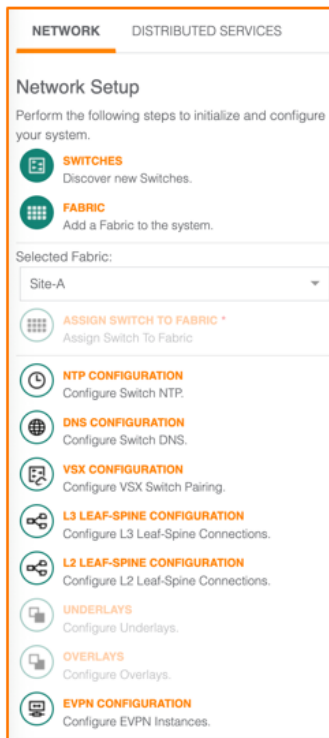 NETWORK DISTRIBUTED SERVICES
Network Setup
Perform the following steps to initialize and configure
your system.
SWITCHES
Discover new Switches.
FABRIC
Add a Fabric to the system.
Selected Fabric:
Site-A
ASSIGN SWITCH TO FABRIC *
Assign Switch To Fabric
NTP CONFIGURATION
Configure Switch NTP.
DNS CONFIGURATION
Configure Switch DNS.
VSX CONFIGURATION
Configure VSX Switch Pairing.
L3 LEAF-SPINE CONFIGURATION
Configure L3 Leaf-Spine Connections.
L2 LEAF-SPINE CONFIGURATION
Configure L2 Leaf-Spine Connections.
UNDERLAYS
Configure Underlays.
OVERLAYS
Configure Overlays.
EVPN CONFIGURATION
Configure EVPN Instances.